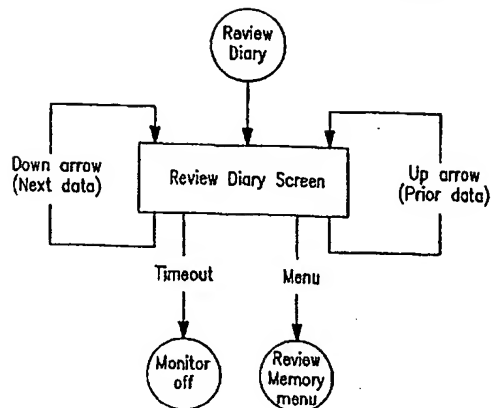 Review
Diary
Down arrow
(Next data)
Review Diary Screen
Up arrow
(Prior data)
Timeout
Menu
Monitor
off
Review
Memory
menu